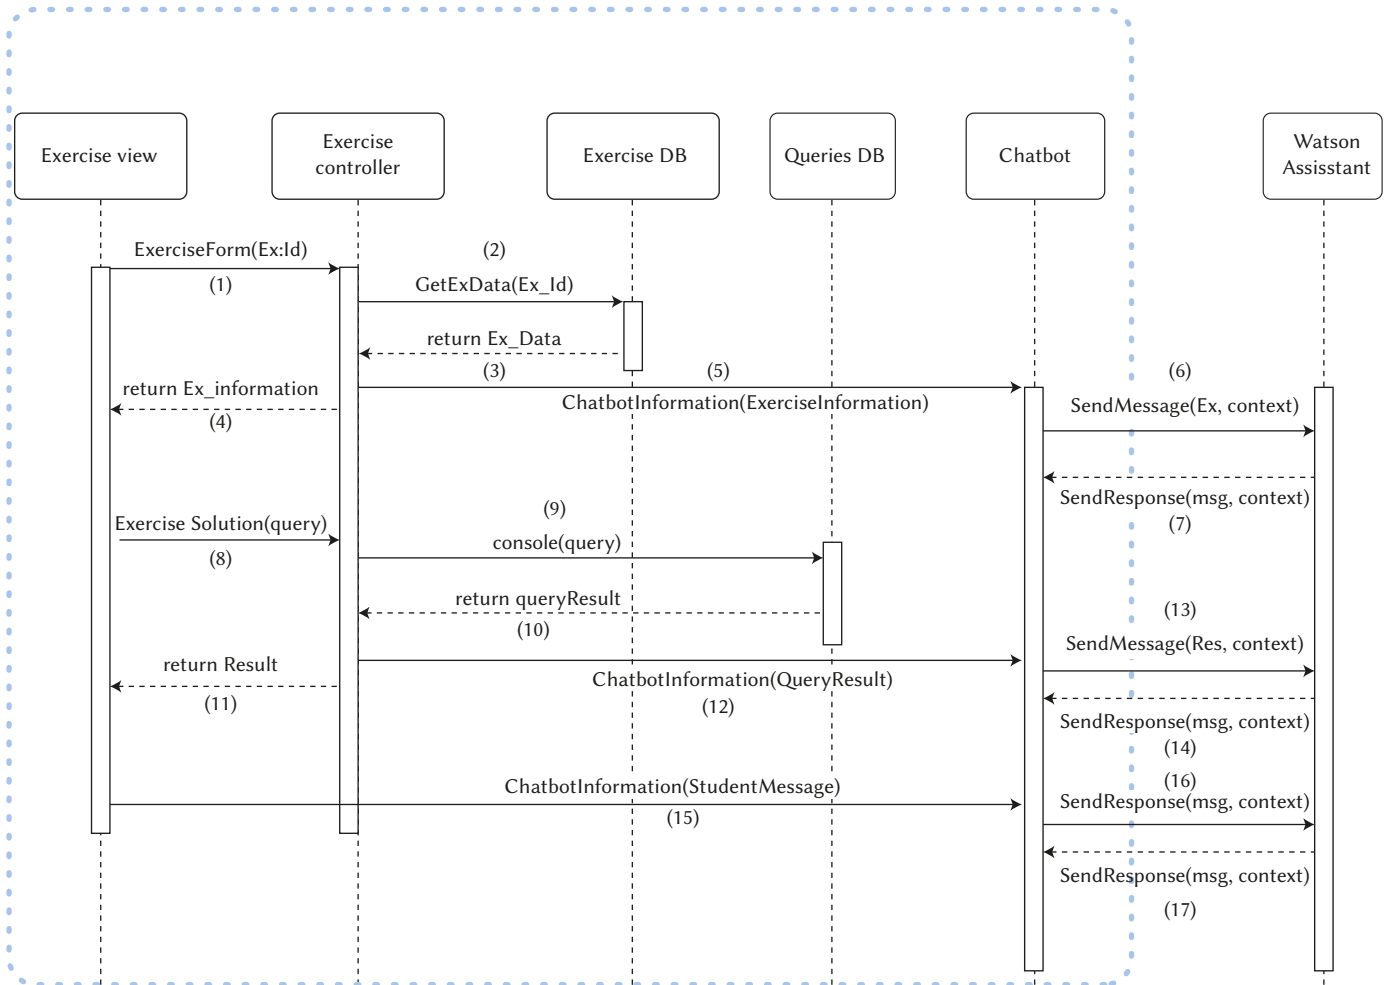 Exercise view
Exercise
controller
Exercise DB
Queries DB
Chatbot
Watson
Assisstant
ExerciseForm(Ex:Id)
(1)
(2)
GetExData(Ex_Id)
return Ex_Data
(3)
return Ex_information
(4)
(5)
ChatbotInformation(ExerciseInformation)
(6)
SendMessage(Ex, context)
SendResponse(msg, context)
(7)
Exercise Solution(query)
(8)
(9)
console(query)
return queryResult
(10)
return Result
(11)
ChatbotInformation(QueryResult)
(12)
(13)
SendMessage(Res, context)
SendResponse(msg, context)
(14)
ChatbotInformation(StudentMessage)
(15)
(16)
SendResponse(msg, context)
SendResponse(msg, context)
(17)